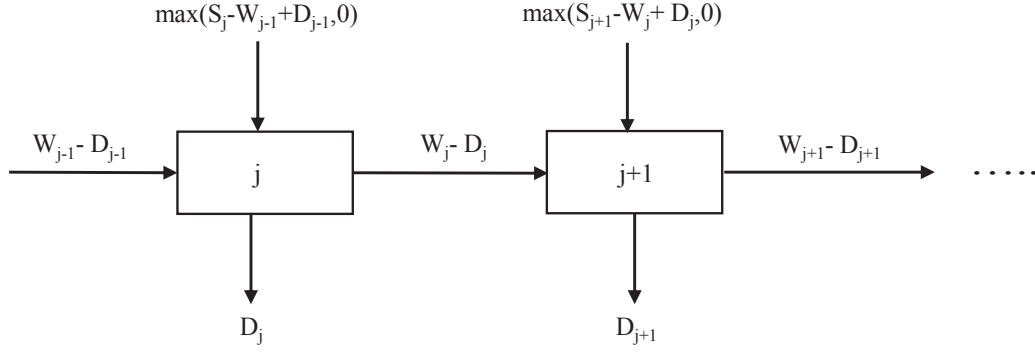 max(S_j-W_{j-1}+D_{j-1},0)
max(S_{j+1}-W_j+ D_j,0)
W_{j-1}- D_{j-1}
j
W_j- D_j
j+1
W_{j+1}- D_{j+1}
.....
D_j
D_{j+1}